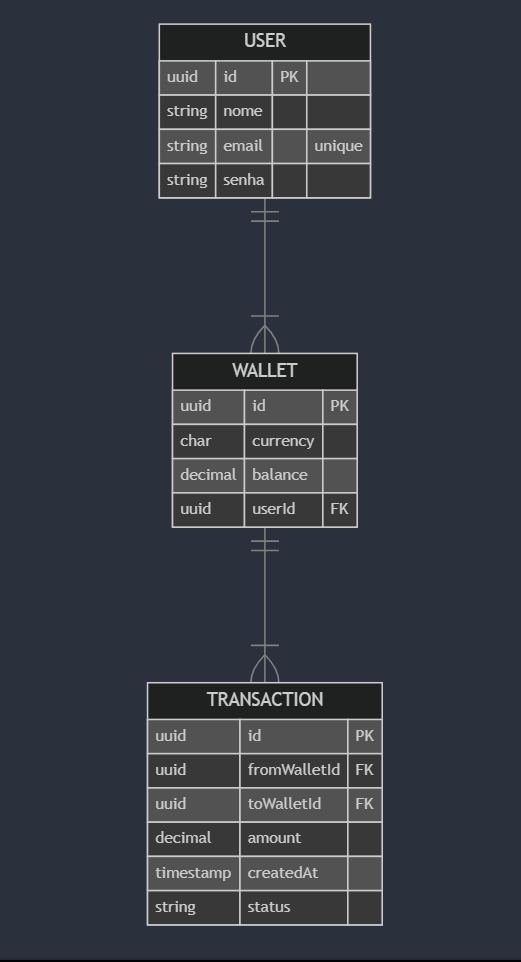 USER
uuid id PK
string nome
string email unique
string senha
WALLET
uuid id PK
char currency
decimal balance
uuid userId FK
TRANSACTION
uuid id PK
uuid fromWalletId FK
uuid toWalletId FK
decimal amount
timestamp createdAt
string status